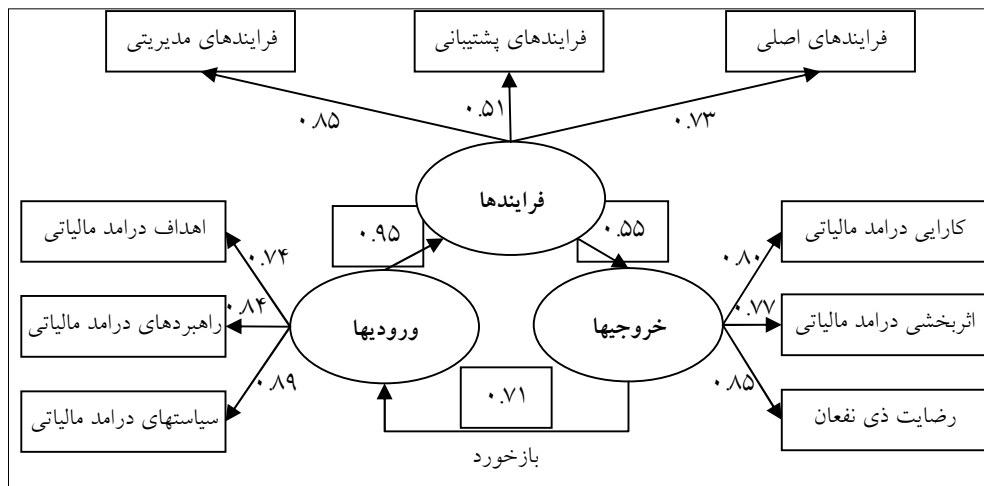 فرایندهای اصلی
فرایندهای پشتیبانی
فرایندهای مدیریتی
۰.۷۳
۰.۵۱
۰.۸۵
فرایندها
کارایی درامد مالیاتی
اهداف درامد مالیاتی
۰.۵۵
۰.۹۵
۰.۸۰
۰.۷۴
اثربخشی درامد مالیاتی
۰.۷۷
خروجیها
ورودیها
۰.۸۴
راهبردهای درامد مالیاتی
۰.۸۵
۰.۷۱
۰.۸۹
رضایت ذی نفعان
سیاستهای درامد مالیاتی
بازخورد